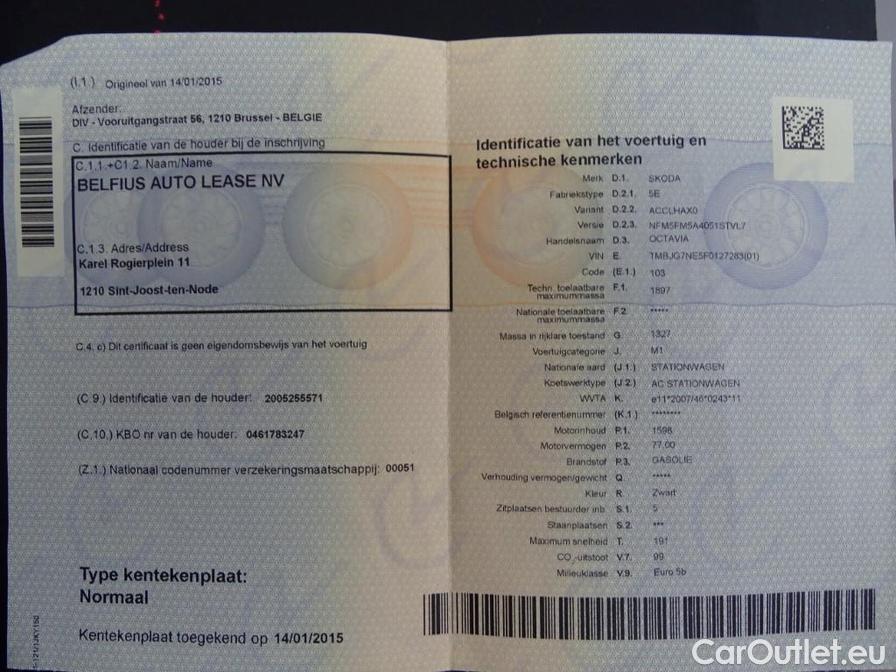 (I.1.) Origineel van 14/01/2015
Afzender:
DIV - Vooruitgangstraat 56, 1210 Brussel - BELGIE
C. Identificatie van de houder bij de inschrijving
C.1.1.+C1.2. Naam/Name
BELFIUS AUTO LEASE NV
C.1.3. Adres/Address
Karel Rogierplein 11
1210 Sint-Joost-ten-Node
C.4. c) Dit certificaat is geen eigendomsbewijs van het voertuig
(C.9.) Identificatie van de houder: 2005255571
(C.10.) KBO nr van de houder: 0461783247
(Z.1.) Nationaal codenummer verzekeringsmaatschappij: 00051
Type kentekenplaat:
Normaal
Kentekenplaat toegekend op 14/01/2015
Identificatie van het voertuig en
technische kenmerken
Merk D.1. SKODA
Fabriekstype D.2.1. 5E
Variant D.2.2. ACCLHAX0
Versie D.2.3. NFM5FM5A4051STVL7
Handelsnaam D.3. OCTAVIA
VIN E. TMBJG7NE5F0127283(01)
Code (E.1.) 103
Techn. toelaatbare F.1. 1897
maximummassa
Nationale toelaatbare F.2. *****
maximummassa
Massa in rijklare toestand G. 1327
Voertuigcategorie J. M1
Nationale aard (J.1.) STATIONWAGEN
Koetswerktype (J.2.) AC STATIONWAGEN
WVTA K. e11*2007/46*0243*11
Belgisch referentienummer (K.1.) ********
Motorinhoud P.1. 1598
Motorvermogen P.2. 77.00
Brandstof P.3. GASOLIE
Verhouding vermogen/gewicht Q. *****
Kleur R. Zwart
Zitplaatsen bestuurder inb. S.1. 5
Staanplaatsen S.2. ***
Maximum snelheid T. 191
CO₂-uitstoot V.7. 99
Milieuklasse V.9. Euro 5b
CarOutlet.eu